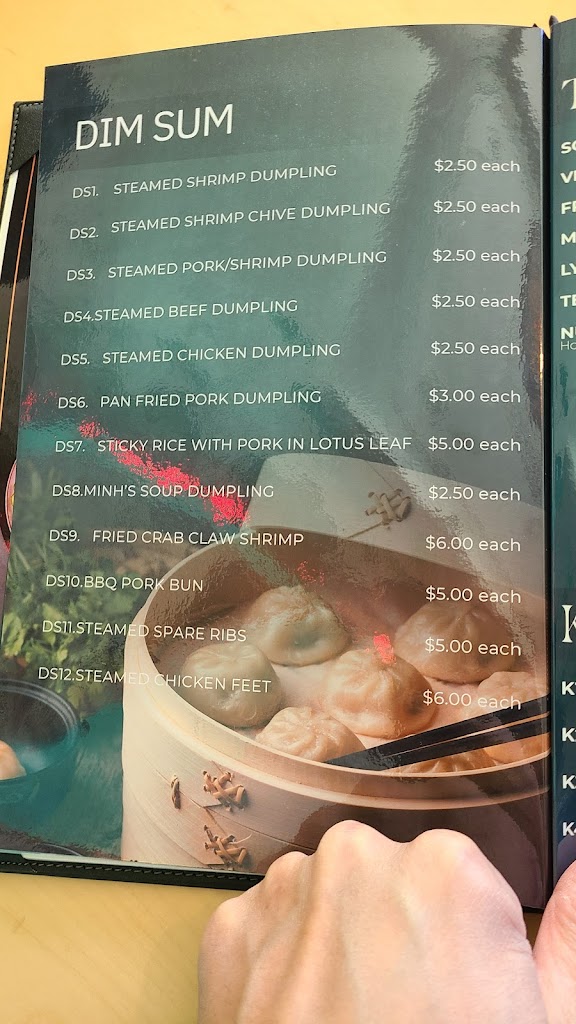 DIM SUM
DS1. STEAMED SHRIMP DUMPLING $2.50 each
DS2. STEAMED SHRIMP CHIVE DUMPLING $2.50 each
DS3. STEAMED PORK/SHRIMP DUMPLING $2.50 each
DS4.STEAMED BEEF DUMPLING $2.50 each
DS5. STEAMED CHICKEN DUMPLING $2.50 each
DS6. PAN FRIED PORK DUMPLING $3.00 each
DS7. STICKY RICE WITH PORK IN LOTUS LEAF $5.00 each
DS8.MINH'S SOUP DUMPLING $2.50 each
DS9. FRIED CRAB CLAW SHRIMP $6.00 each
DS10.BBQ PORK BUN $5.00 each
DS11.STEAMED SPARE RIBS $5.00 each
DS12.STEAMED CHICKEN FEET $6.00 each